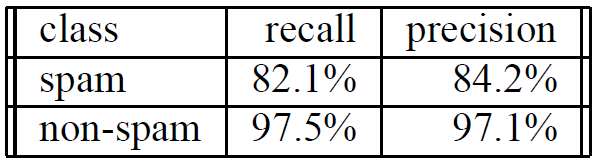 class recall precision
spam 82.1% 84.2%
non-spam 97.5% 97.1%